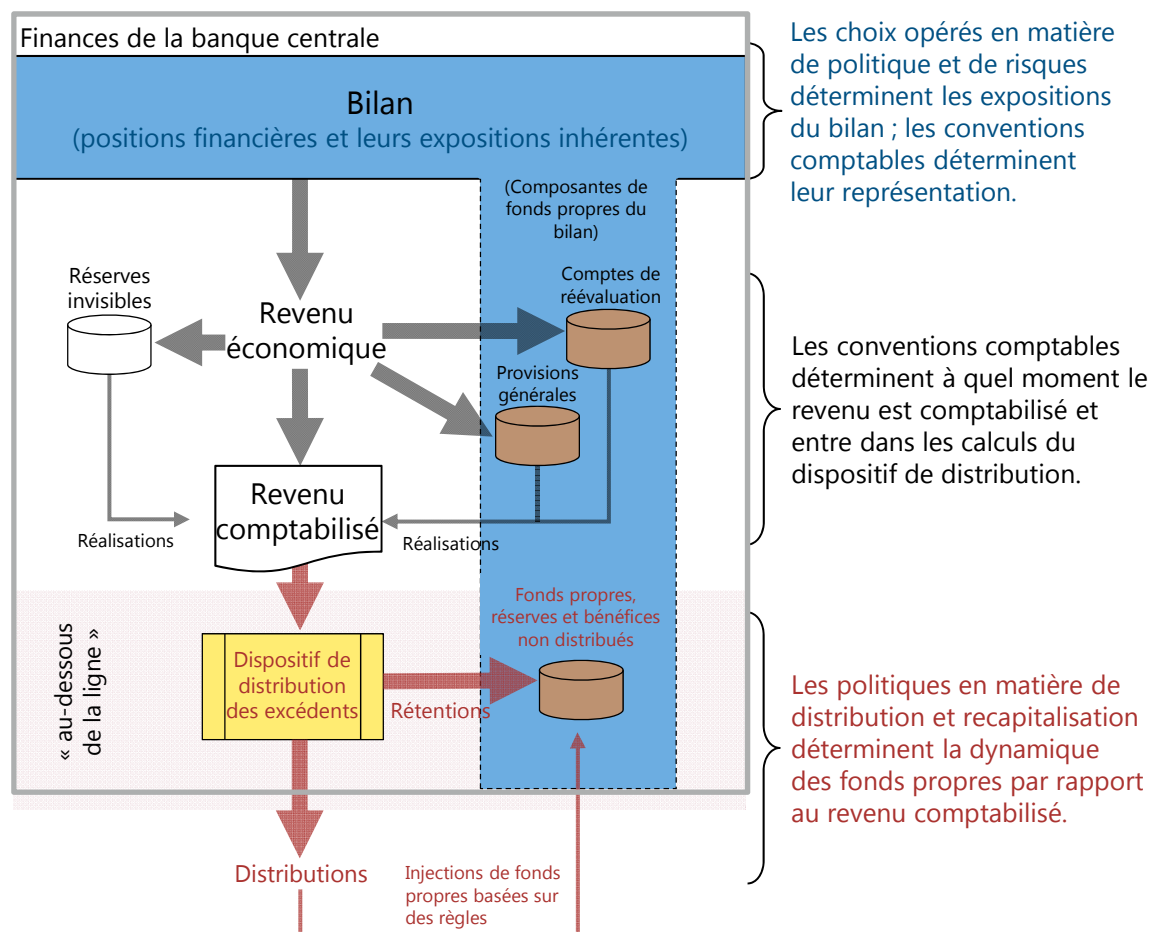 Finances de la banque centrale
Bilan
(positions financières et leurs expositions inhérentes)
Les choix opérés en matière
de politique et de risques
déterminent les expositions
du bilan ; les conventions
comptables déterminent
leur représentation.
(Composantes de
fonds propres du
bilan)
Réserves
invisibles
Revenu
économique
Comptes de
réévaluation
Provisions
générales
Les conventions comptables
déterminent à quel moment le
revenu est comptabilisé et
entre dans les calculs du
dispositif de distribution.
Revenu
comptabilisé
Réalisations
Réalisations
« au-dessous
de la ligne »
Dispositif de
distribution
des excédents
Rétentions
Fonds propres,
réserves et bénéfices
non distribués
Les politiques en matière de
distribution et recapitalisation
déterminent la dynamique
des fonds propres par rapport
au revenu comptabilisé.
Distributions
Injections de fonds
propres basées sur
des règles